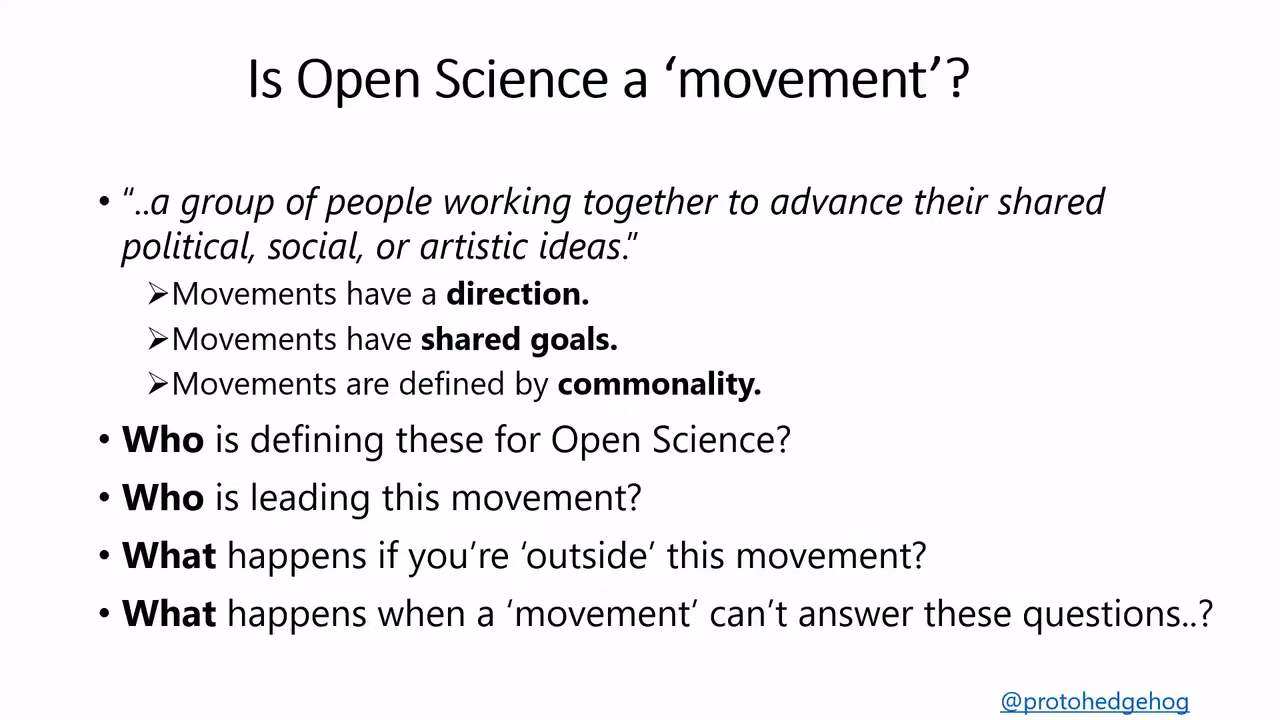 Is Open Science a ‘movement’?
• “..a group of people working together to advance their shared
political, social, or artistic ideas.”
➢Movements have a direction.
➢Movements have shared goals.
➢Movements are defined by commonality.
• Who is defining these for Open Science?
• Who is leading this movement?
• What happens if you’re ‘outside’ this movement?
• What happens when a ‘movement’ can’t answer these questions..?
@protohedgehog